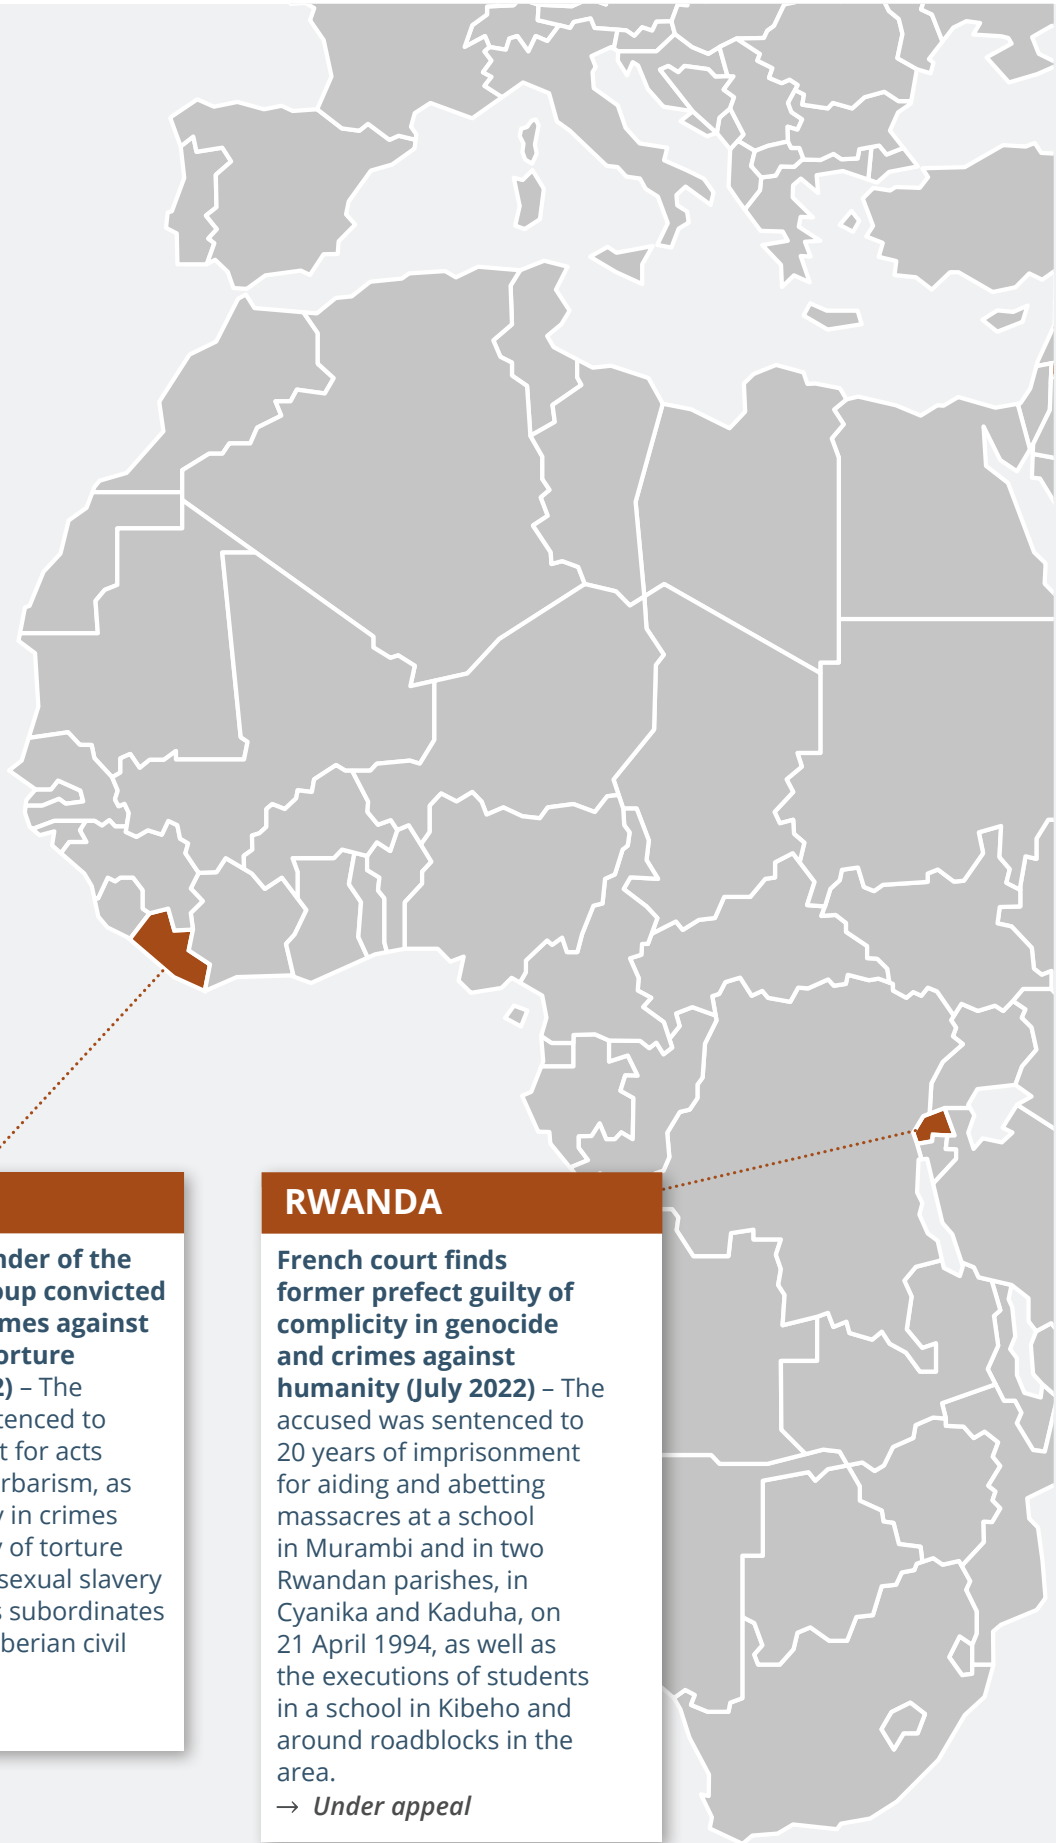 nder of the
oup convicted
mes against
orture
2) – The
tenced to
t for acts
rbarism, as
y in crimes
y of torture
sexual slavery
s subordinates
berian civil
RWANDA
French court finds
former prefect guilty of
complicity in genocide
and crimes against
humanity (July 2022) – The
accused was sentenced to
20 years of imprisonment
for aiding and abetting
massacres at a school
in Murambi and in two
Rwandan parishes, in
Cyanika and Kaduha, on
21 April 1994, as well as
the executions of students
in a school in Kibeho and
around roadblocks in the
area.
→ Under appeal